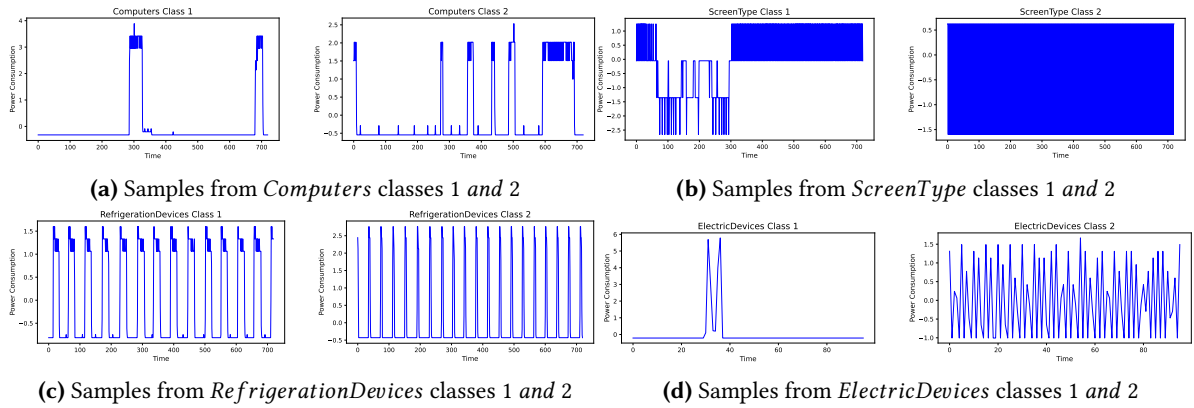 Computers Class 1
Power Consumption
4
3
2
1
0
0 100 200 300 400 500 600 700
Time
Computers Class 2
Power Consumption
2.5
2.0
1.5
1.0
0.5
0.0
−0.5
0 100 200 300 400 500 600 700
Time
(a) Samples from Computers classes 1 and 2
ScreenType Class 1
Power Consumption
1.0
0.5
0.0
−0.5
−1.0
−1.5
−2.0
−2.5
0 100 200 300 400 500 600 700
Time
ScreenType Class 2
Power Consumption
0.5
0.0
−0.5
−1.0
−1.5
0 100 200 300 400 500 600 700
Time
(b) Samples from ScreenType classes 1 and 2
RefrigerationDevices Class 1
Power Consumption
1.5
1.0
0.5
0.0
−0.5
0 100 200 300 400 500 600 700
Time
RefrigerationDevices Class 2
Power Consumption
2.5
2.0
1.5
1.0
0.5
0.0
−0.5
0 100 200 300 400 500 600 700
Time
(c) Samples from RefrigerationDevices classes 1 and 2
ElectricDevices Class 1
Power Consumption
6
5
4
3
2
1
0
0 20 40 60 80
Time
ElectricDevices Class 2
Power Consumption
1.5
1.0
0.5
0.0
−0.5
−1.0
0 20 40 60 80
Time
(d) Samples from ElectricDevices classes 1 and 2